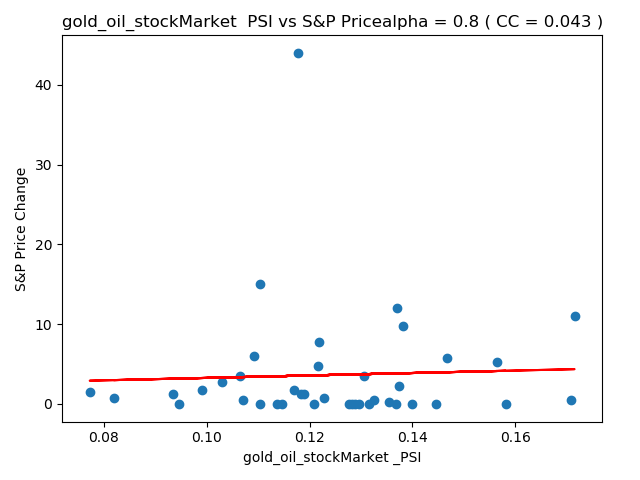 gold_oil_stockMarket  PSI vs S&P Pricealpha = 0.8 ( CC = 0.043 )
40
30
20
10
0
S&P Price Change
0.08 0.10 0.12 0.14 0.16
gold_oil_stockMarket _PSI